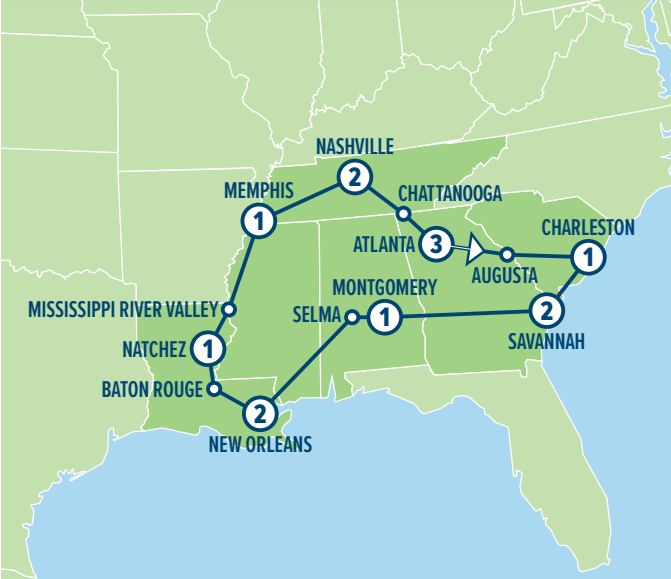 NASHVILLE
2
MEMPHIS
1
CHATTANOOGA
ATLANTA 3
CHARLESTON
1
AUGUSTA
MONTGOMERY
1
SELMA
2
SAVANNAH
MISSISSIPPI RIVER VALLEY
NATCHEZ 1
BATON ROUGE
2
NEW ORLEANS